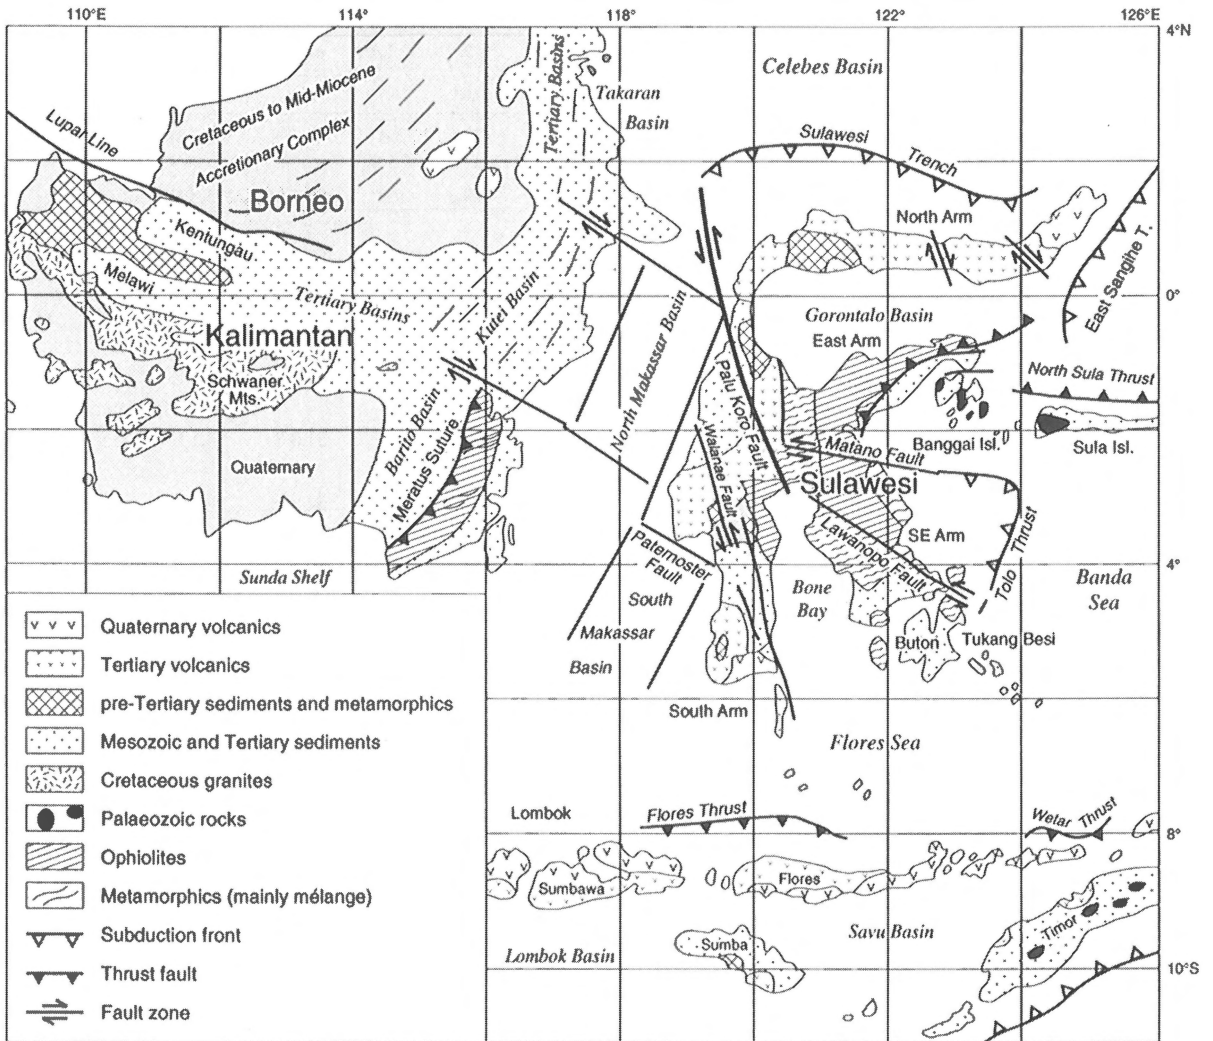 110°E
114°
118°
122°
126°E
4°N
Celebes Basin
Cretaceous to Mid-Miocene
Accretionary Complex
Tertiary Basins
Takaran
Basin
Lupar Line
Sulawesi
Trench
Borneo
North Arm
Kentungau
East Sangihe T.
Melawi
Tertiary Basins
Kutei Basin
North Makassar Basin
0°
Gorontalo Basin
East Arm
Kalimantan
North Sula Thrust
Schwaner
Mts.
Palu Koro Fault
Barito Basin
Meratus Suture
Walanae Fault
Matano Fault
Banggai Isl.
Sula Isl.
Quaternary
Sulawesi
Lawanopo Fault
SE Arm
Tolo Thrust
Paternoster
Fault
Sunda Shelf
4°
South
Makassar
Basin
Bone
Bay
Banda
Sea
Buton
Tukang Besi
South Arm
Flores Sea
Quaternary volcanics
Tertiary volcanics
pre-Tertiary sediments and metamorphics
Mesozoic and Tertiary sediments
Cretaceous granites
Palaeozoic rocks
Ophiolites
Metamorphics (mainly mélange)
Subduction front
Thrust fault
Fault zone
Lombok
Flores Thrust
Wetar Thrust
8°
Sumbawa
Flores
Timor
Sumba
Savu Basin
Lombok Basin
10°S